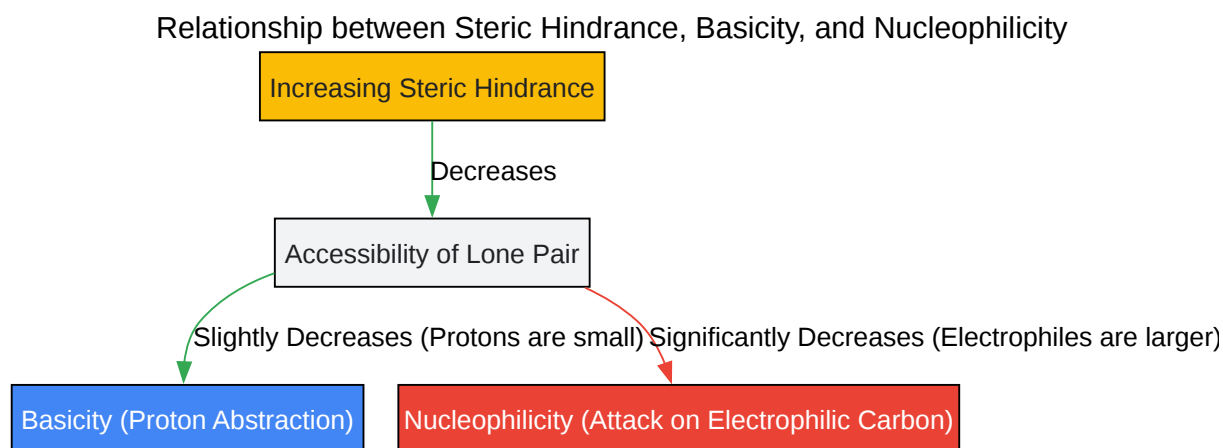 Relationship between Steric Hindrance, Basicity, and Nucleophilicity
Increasing Steric Hindrance
Decreases
Accessibility of Lone Pair
Slightly Decreases (Protons are small)
Significantly Decreases (Electrophiles are larger)
Basicity (Proton Abstraction)
Nucleophilicity (Attack on Electrophilic Carbon)